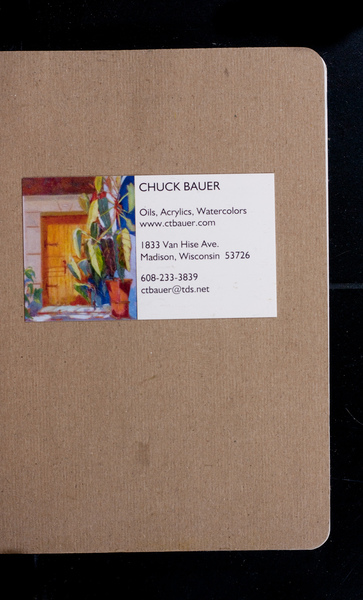 CHUCK BAUER
Oils, Acrylics, Watercolors
www.ctbauer.com
1833 Van Hise Ave.
Madison, Wisconsin 53726
608-233-3839
ctbauer@tds.net